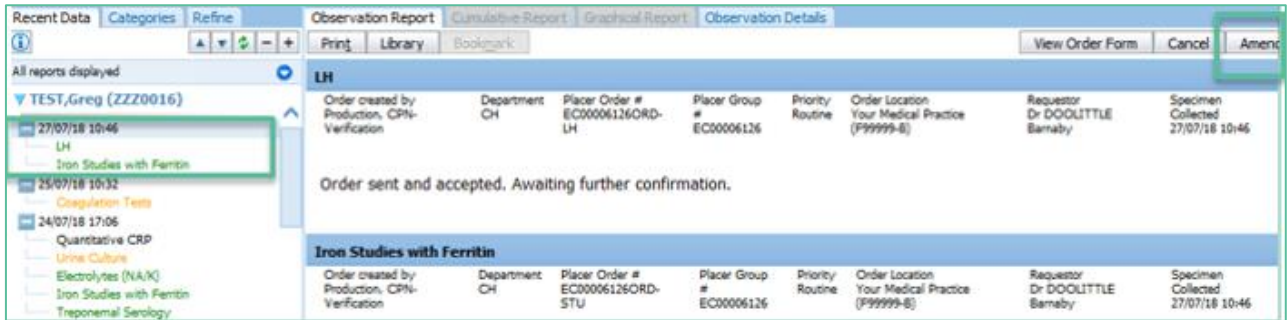 Recent Data Categories Refine
Observation Report Cumulative Report Graphical Report Observation Details
Print Library Bookmark View Order Form Cancel Amend
All reports displayed
TEST,Greg (ZZZ0016)
27/07/18 10:46
LH
Iron Studies with Ferritin
25/07/18 10:32
Coagulation Tests
24/07/18 17:06
Quantitative CRP
Urine Culture
Electrolytes (NA/K)
Iron Studies with Ferritin
Treponemal Serology
LH
Order created by Department Placer Order # Placer Group Priority Order Location Requestor Specimen
Production, CPN- CH EC00006126ORD- # Routine Your Medical Practice Dr DOOLITTLE Collected
Verification LH EC00006126 (F99999-B) Barnaby 27/07/18 10:46
Order sent and accepted. Awaiting further confirmation.
Iron Studies with Ferritin
Order created by Department Placer Order # Placer Group Priority Order Location Requestor Specimen
Production, CPN- CH EC00006126ORD- # Routine Your Medical Practice Dr DOOLITTLE Collected
Verification STU EC00006126 (F99999-B) Barnaby 27/07/18 10:46